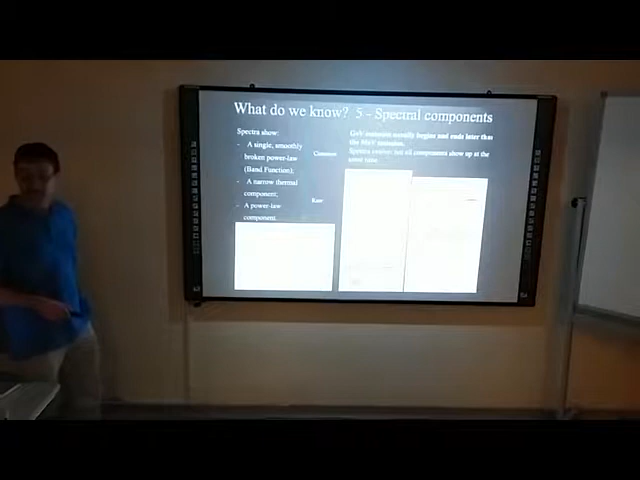 What do we know? 5 - Spectral components
Spectra show:
- A single, smoothly
broken power-law
(Band Function);
- A narrow thermal
component;
- A power-law
component.
Common
Rare
GeV emission usually begins and ends later than
the MeV emission.
Spectra evolve: not all components show up at the
same time